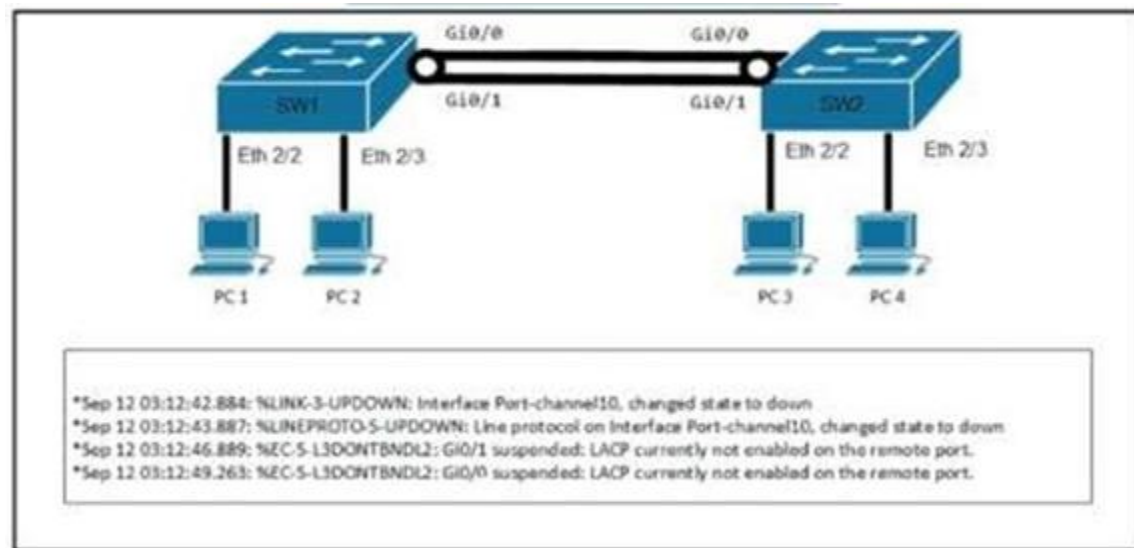 Gi0/0 Gi0/0
SW1 SW2
Gi0/1 Gi0/1
Eth 2/2 Eth 2/3 Eth 2/2 Eth 2/3
PC 1 PC 2 PC 3 PC 4
*Sep 12 03:12:42.884: %LINK-3-UPDOWN: Interface Port-channel10, changed state to down
*Sep 12 03:12:43.887: %LINEPROTO-5-UPDOWN: Line protocol on Interface Port-channel10, changed state to down
*Sep 12 03:12:46.889: %EC-5-L3DONTBNDL2: Gi0/1 suspended: LACP currently not enabled on the remote port.
*Sep 12 03:12:49.263: %EC-5-L3DONTBNDL2: Gi0/0 suspended: LACP currently not enabled on the remote port.